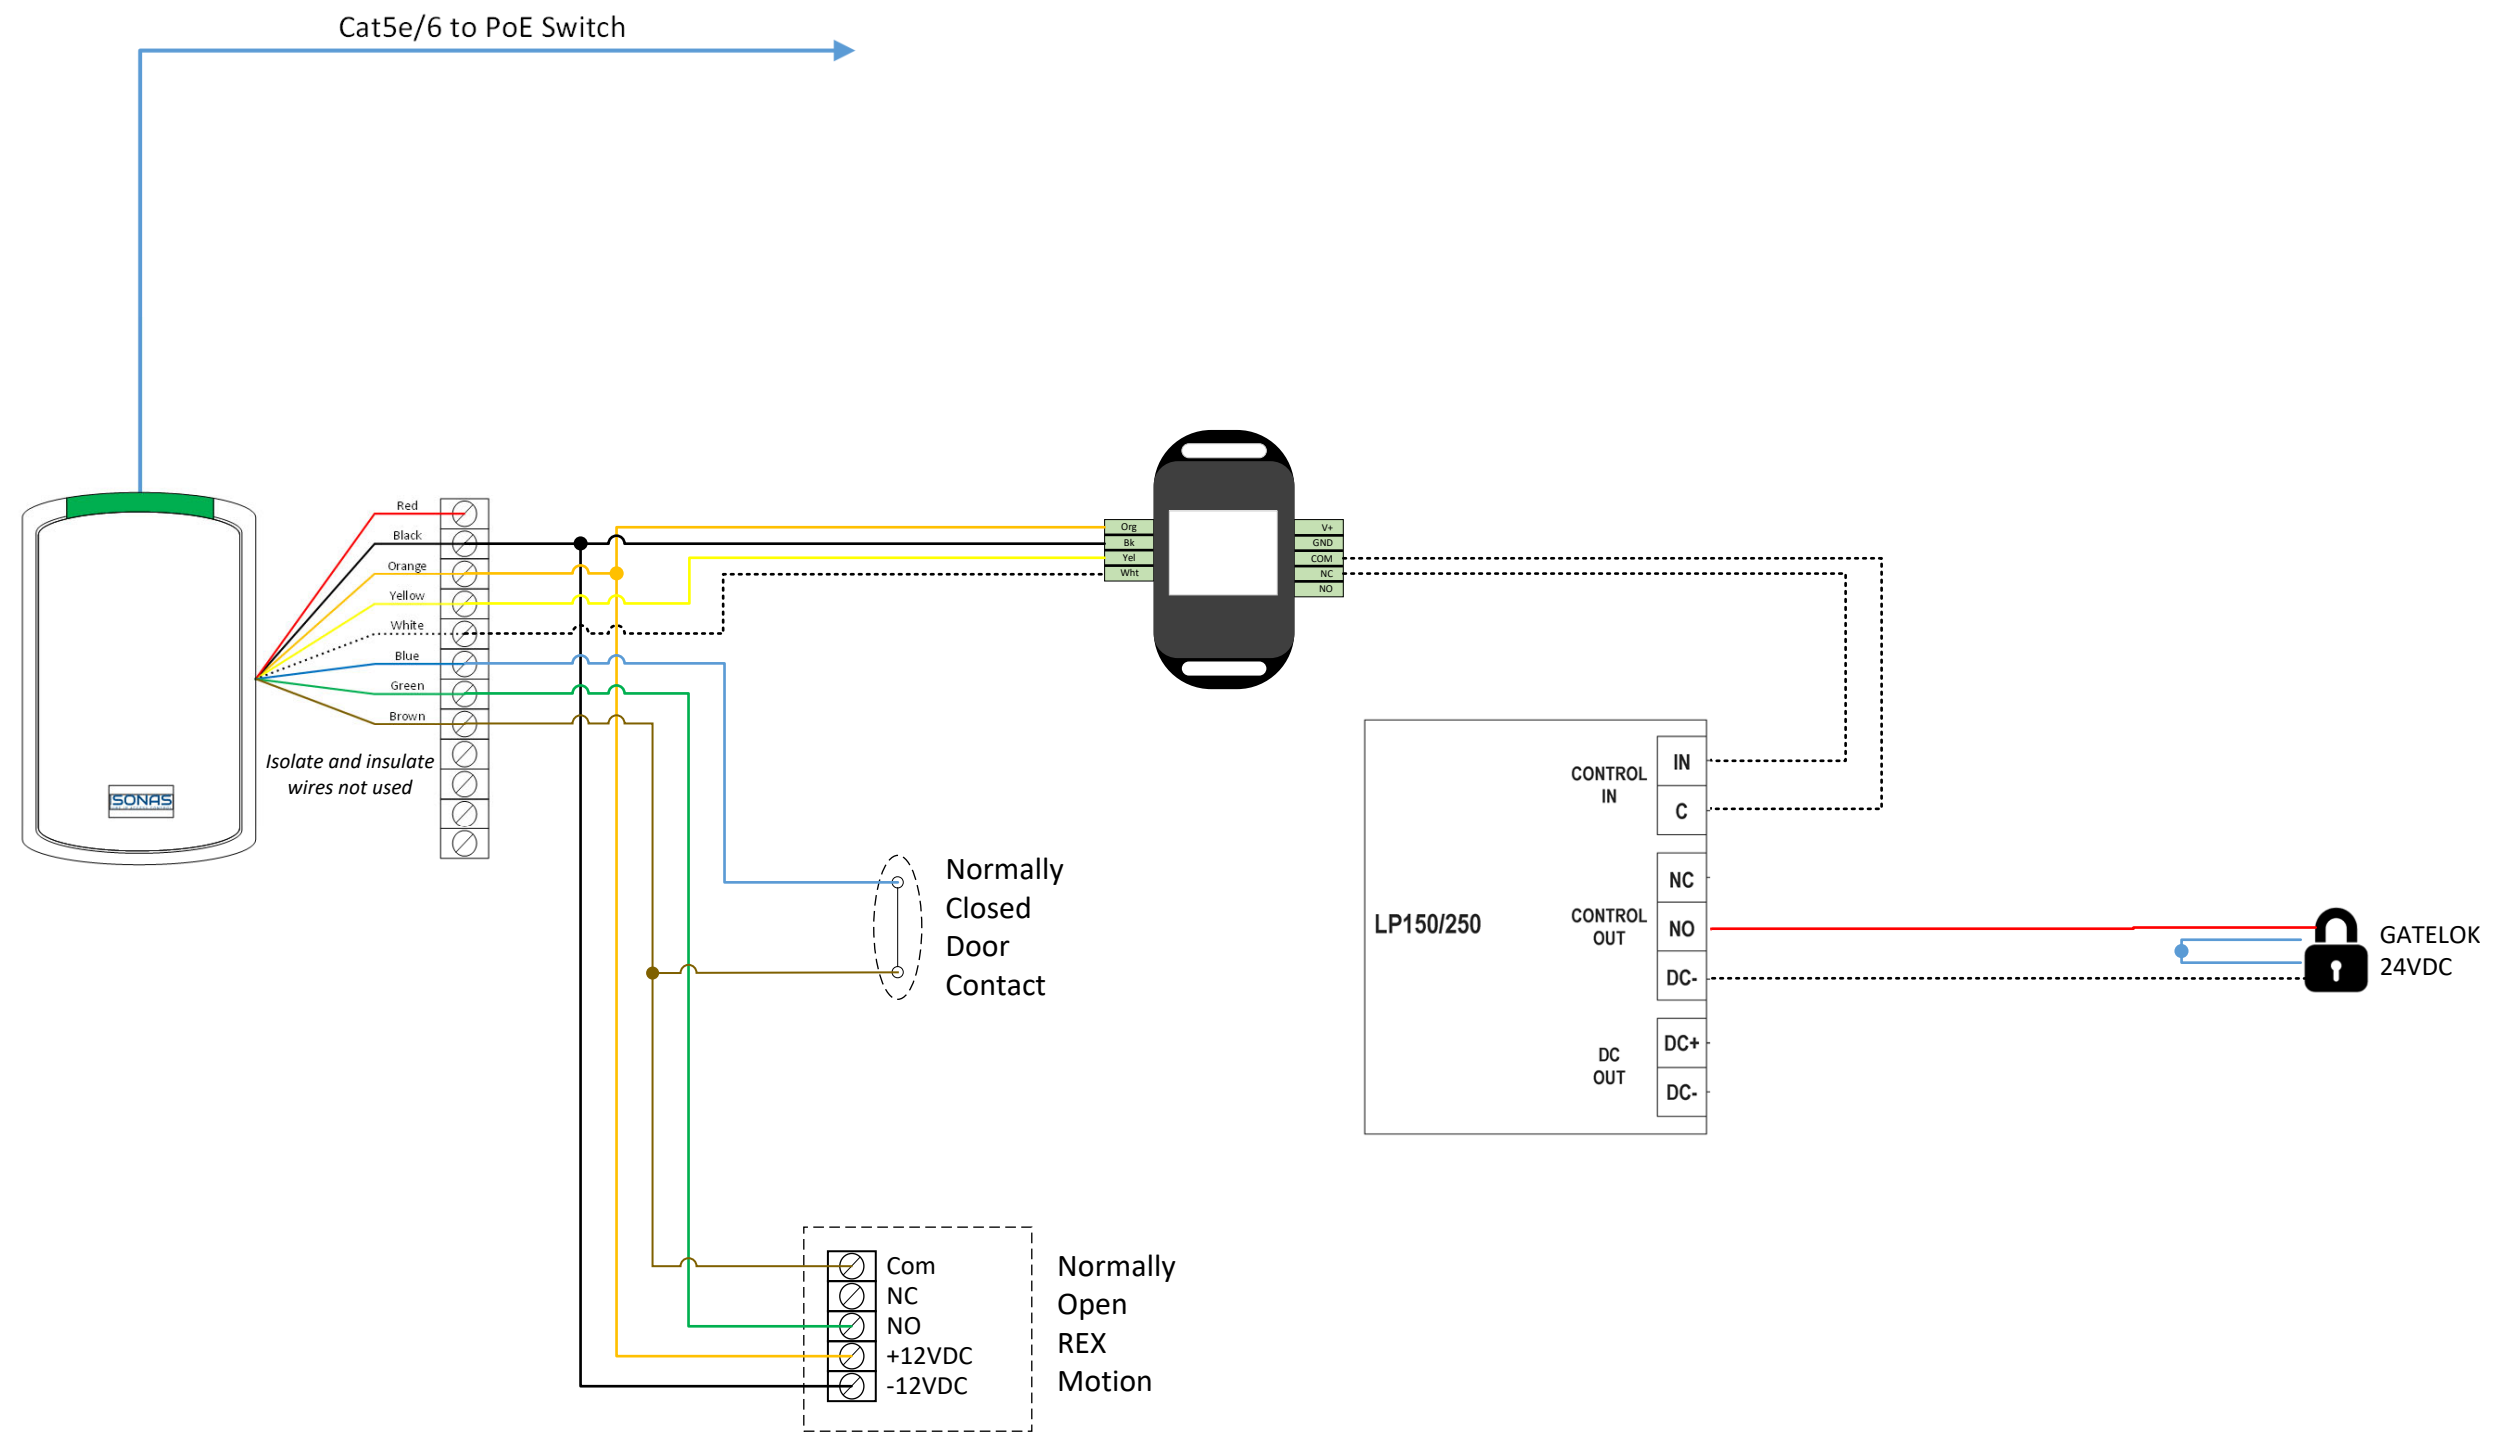 Cat5e/6 to PoE Switch
Red
Black
Orange
Yellow
White
Blue
Green
Brown
Isolate and insulate
wires not used
ISONAS
Org
Bk
Yel
Wht
V+
GND
COM
NC
NO
Normally
Closed
Door
Contact
LP150/250
CONTROL
IN
IN
C
CONTROL
OUT
NC
NO
DC-
DC
OUT
DC+
DC-
GATELOK
24VDC
Com
NC
NO
+12VDC
-12VDC
Normally
Open
REX
Motion